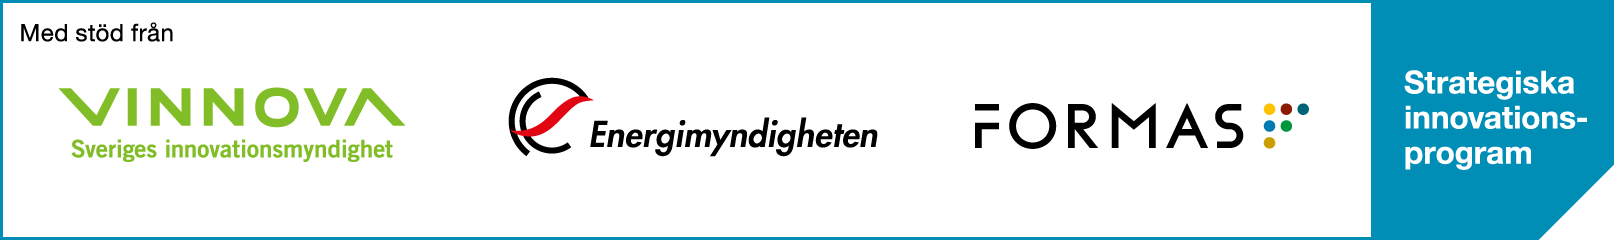 Med stöd från
VINNOVA
Sveriges innovationsmyndighet
Energimyndigheten
FORMAS
Strategiska
innovations-
program